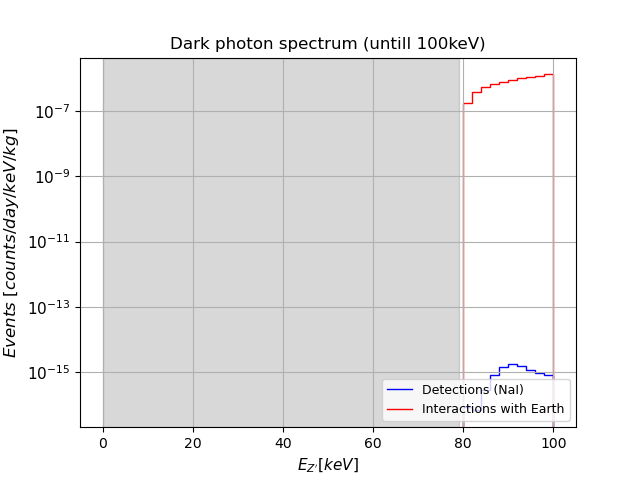 Dark photon spectrum (untill 100keV)
Events [counts/day/keV/kg]
10⁻⁷
10⁻⁹
10⁻¹¹
10⁻¹³
10⁻¹⁵
Detections (NaI)
Interactions with Earth
0 20 40 60 80 100
E_{Z'}[keV]